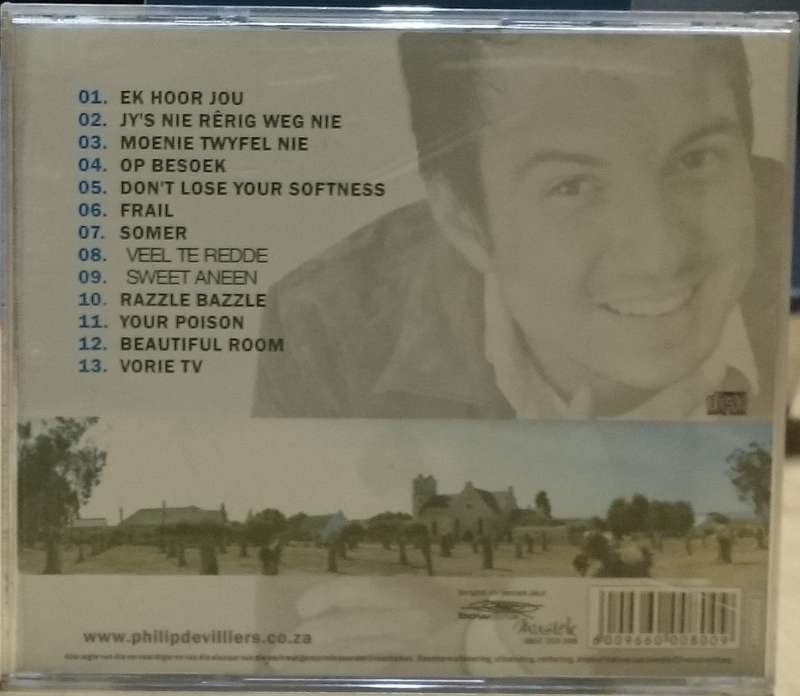 01. EK HOOR JOU
02. JY'S NIE RÊRIG WEG NIE
03. MOENIE TWYFEL NIE
04. OP BESOEK
05. DON'T LOSE YOUR SOFTNESS
06. FRAIL
07. SOMER
08. VEEL TE REDDE
09. SWEET ANEEN
10. RAZZLE BAZZLE
11. YOUR POISON
12. BEAUTIFUL ROOM
13. VORIE TV
www.philipdevilliers.co.za
Musiek
6009660008009